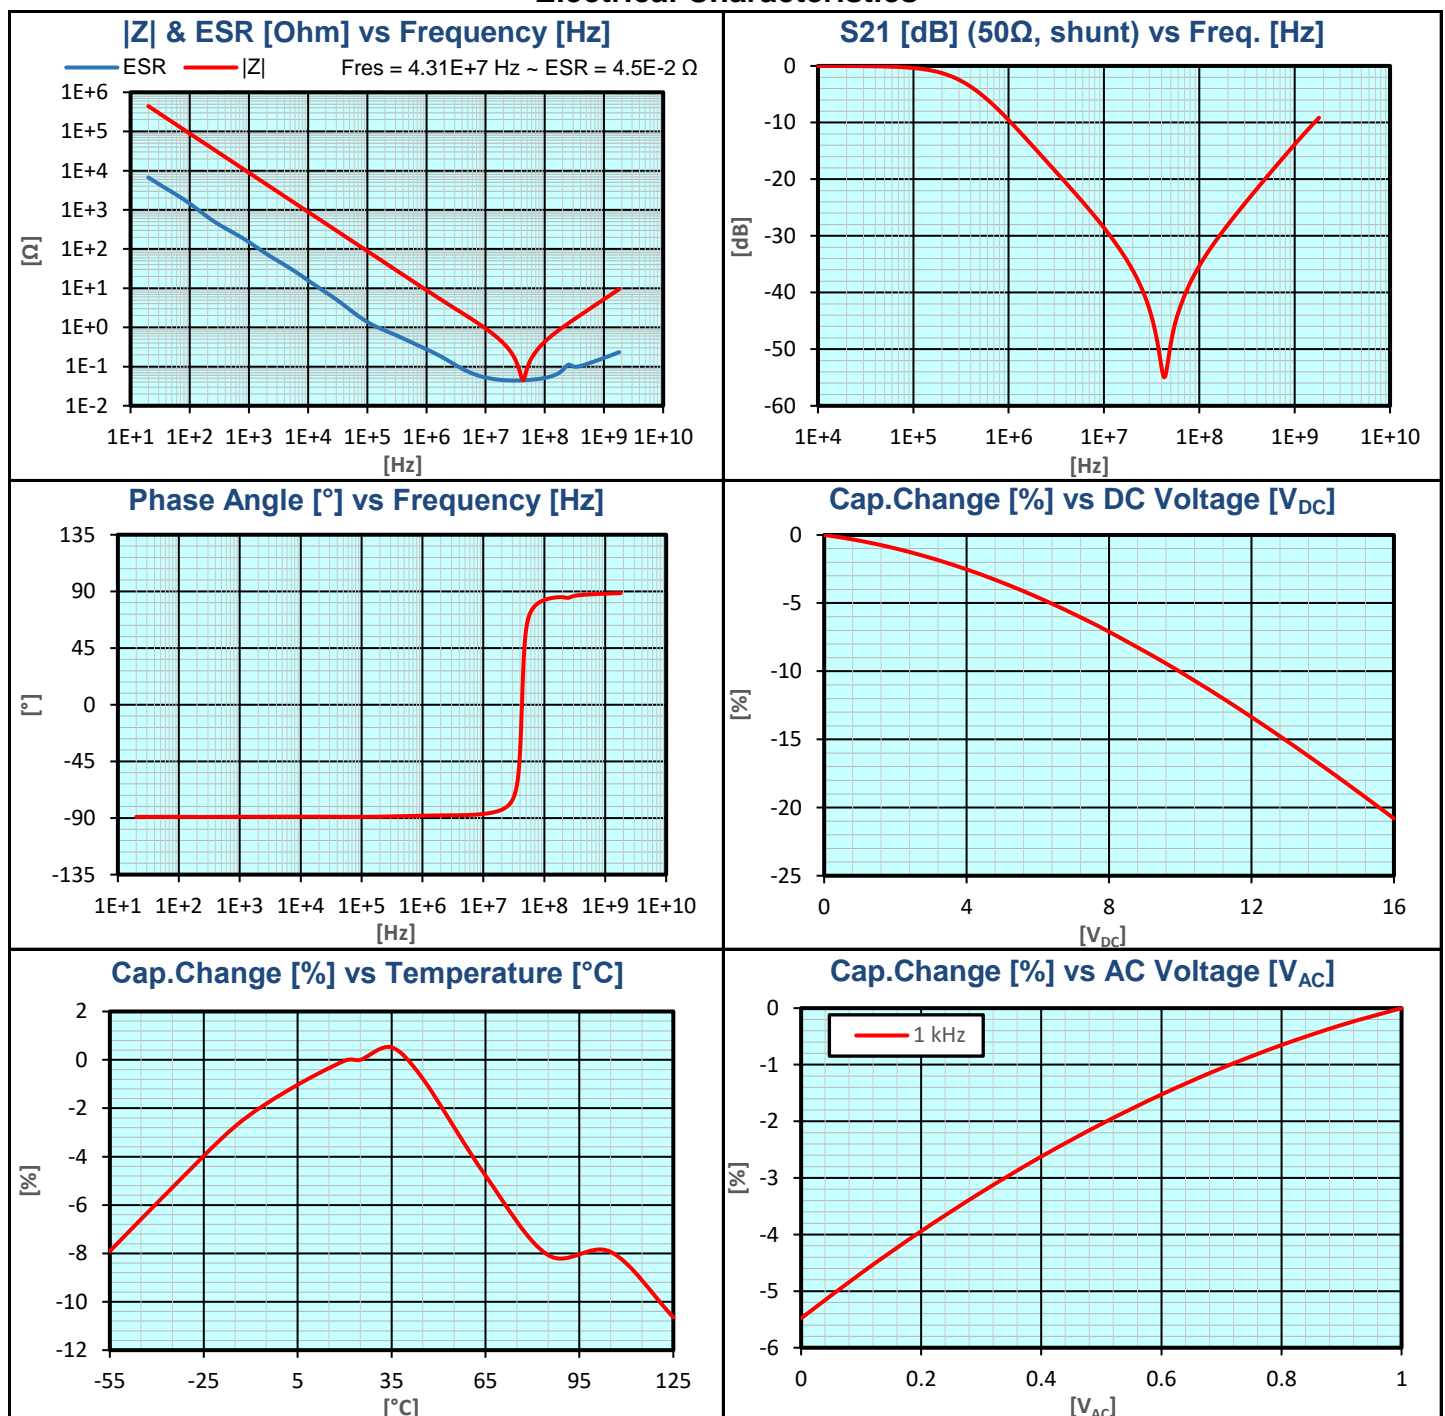 |Z| & ESR [Ohm] vs Frequency [Hz]
ESR |Z| Fres = 4.31E+7 Hz ~ ESR = 4.5E-2 Ω
1E+6
1E+5
1E+4
1E+3
1E+2
1E+1
1E+0
1E-1
1E-2
[Ω]
1E+1 1E+2 1E+3 1E+4 1E+5 1E+6 1E+7 1E+8 1E+9 1E+10
[Hz]
S21 [dB] (50Ω, shunt) vs Freq. [Hz]
0
-10
-20
-30
-40
-50
-60
[dB]
1E+4 1E+5 1E+6 1E+7 1E+8 1E+9 1E+10
[Hz]
Phase Angle [°] vs Frequency [Hz]
135
90
45
0
-45
-90
-135
[°]
1E+1 1E+2 1E+3 1E+4 1E+5 1E+6 1E+7 1E+8 1E+9 1E+10
[Hz]
Cap.Change [%] vs DC Voltage [VDC]
0
-5
-10
-15
-20
-25
[%]
0 4 8 12 16
[VDC]
Cap.Change [%] vs Temperature [°C]
2
0
-2
-4
-6
-8
-10
-12
[%]
-55 -25 5 35 65 95 125
[°C]
Cap.Change [%] vs AC Voltage [VAC]
1 kHz
0
-1
-2
-3
-4
-5
-6
[%]
0 0.2 0.4 0.6 0.8 1
[VAC]